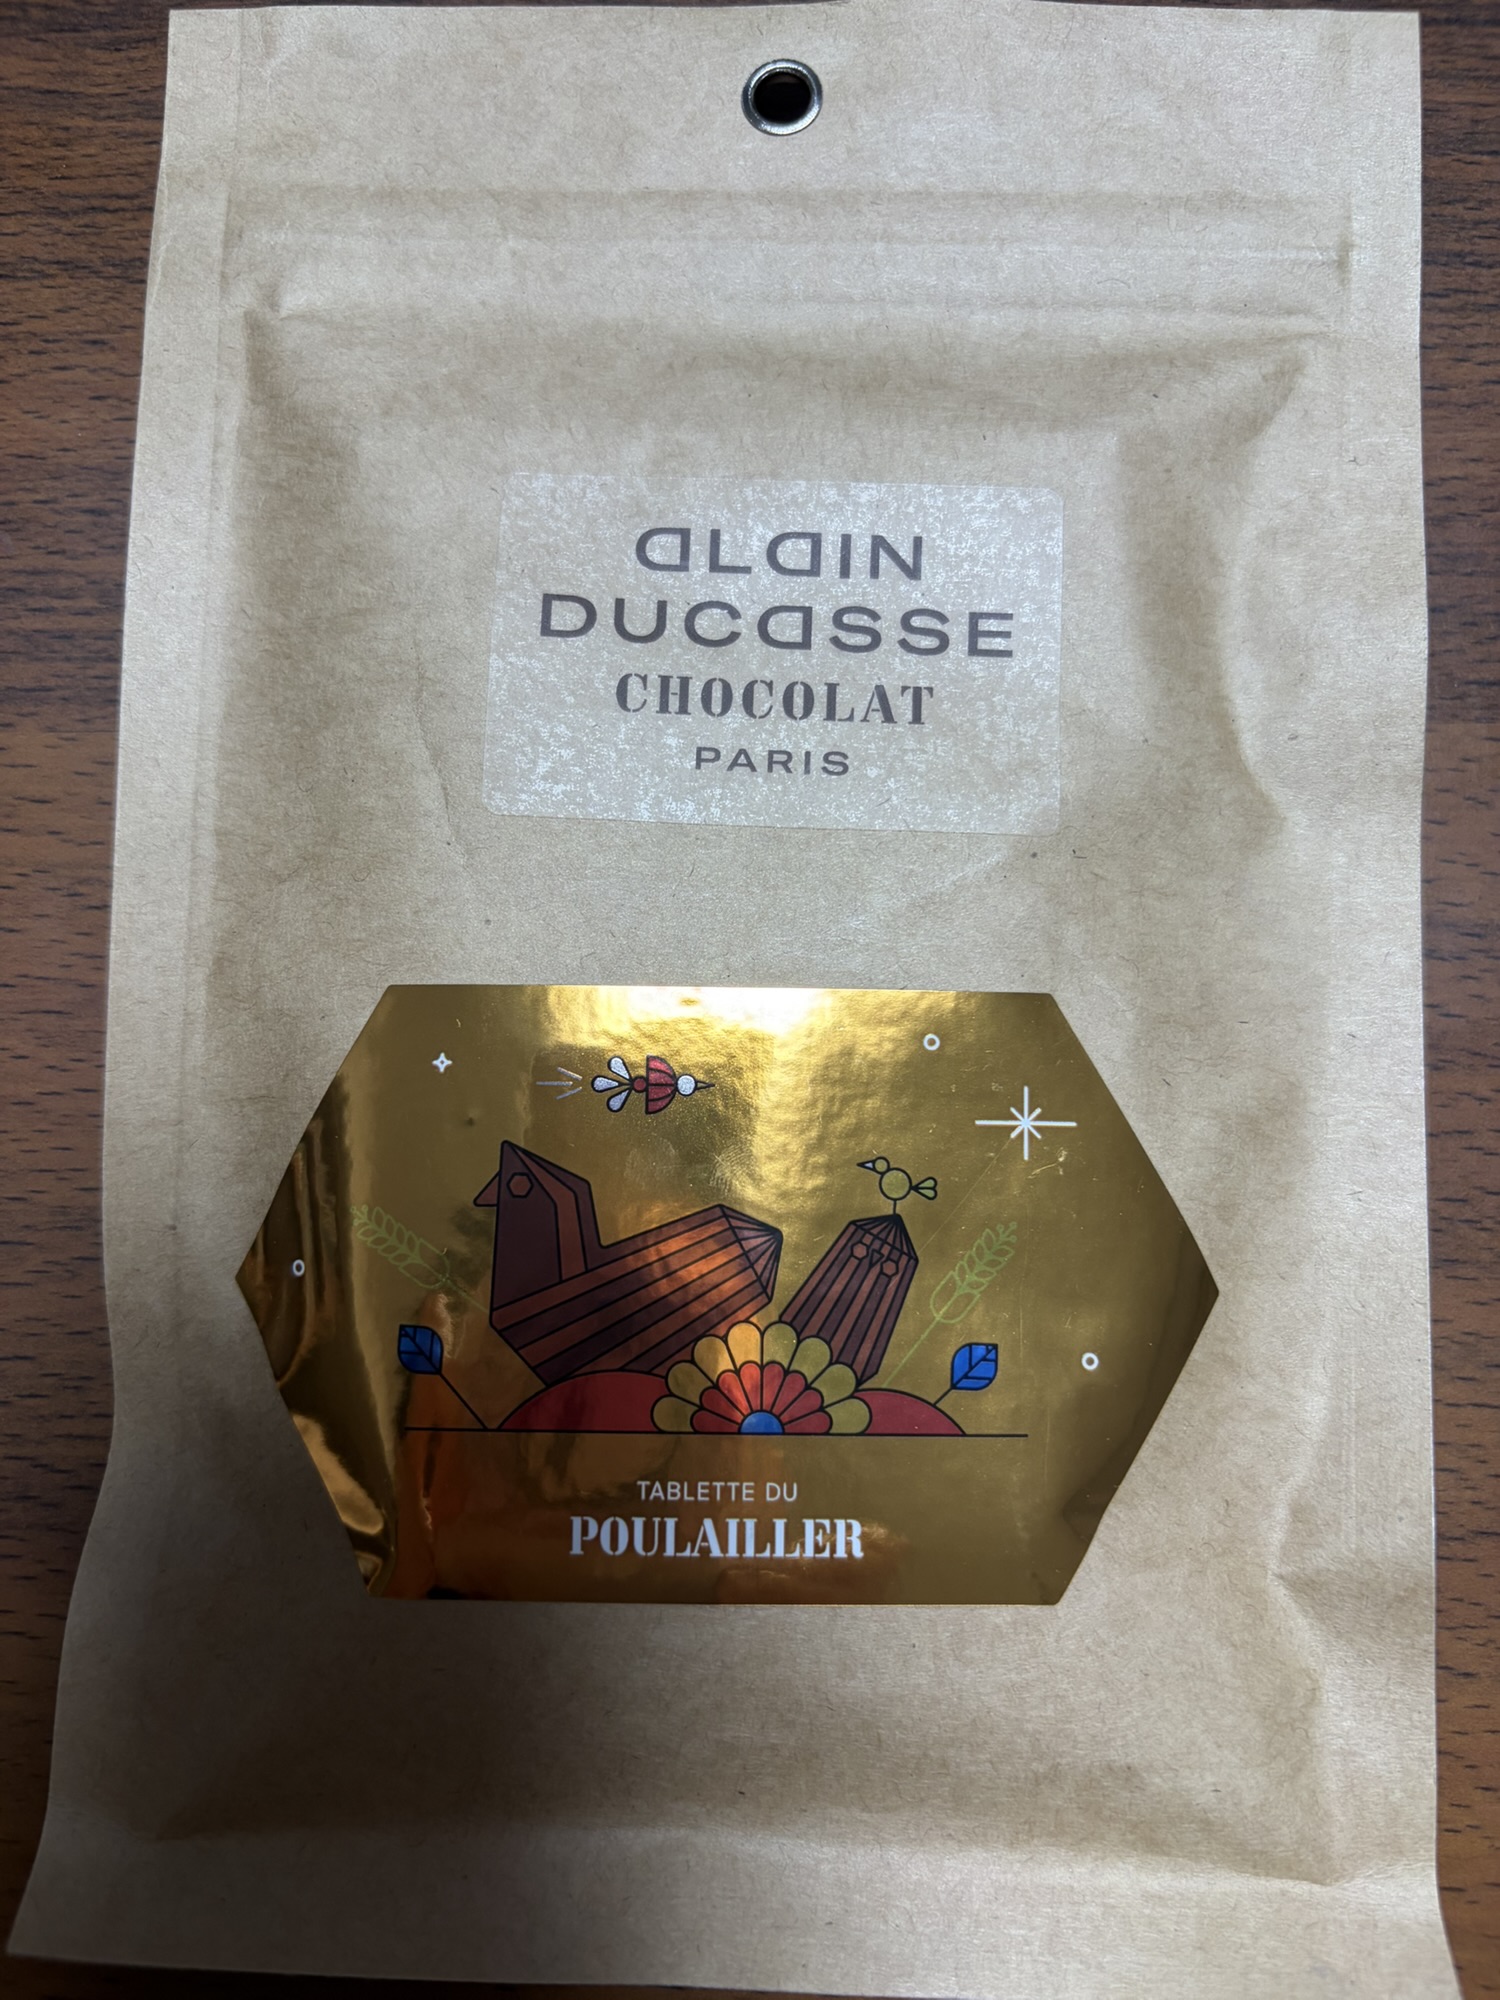 ALAIN
DUCASSE
CHOCOLAT
PARIS
TABLETTE DU
POULAILLER